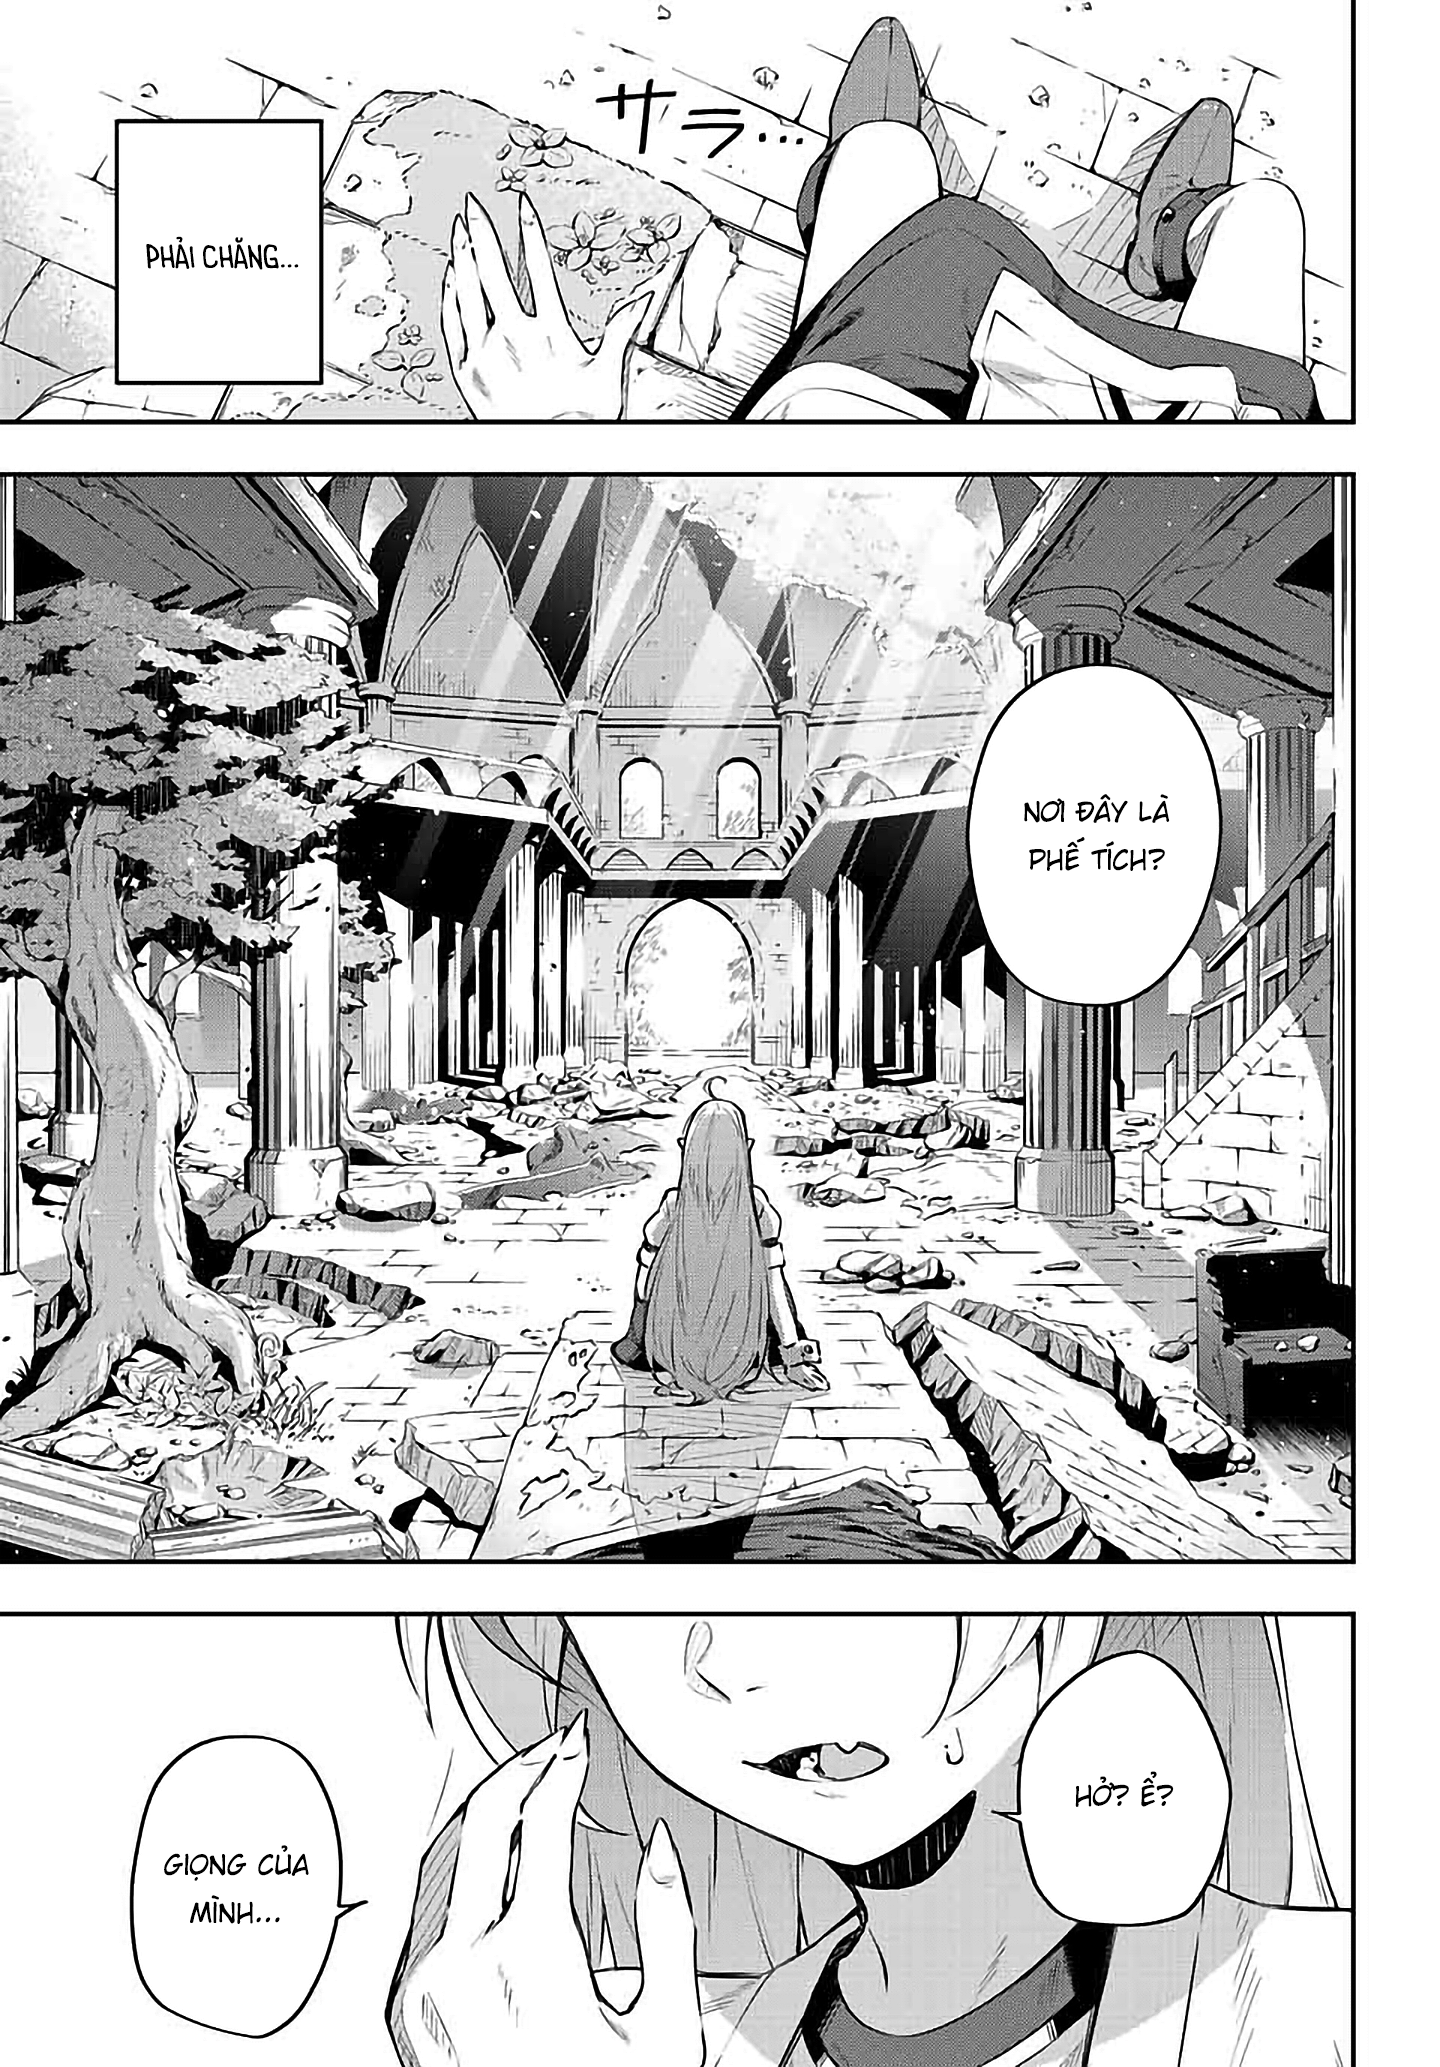 サラ…
PHẢI CHĂNG...
NƠI ĐÂY LÀ
PHẾ TÍCH?
HỞ? Ể?
GIỌNG CỦA
MÌNH...